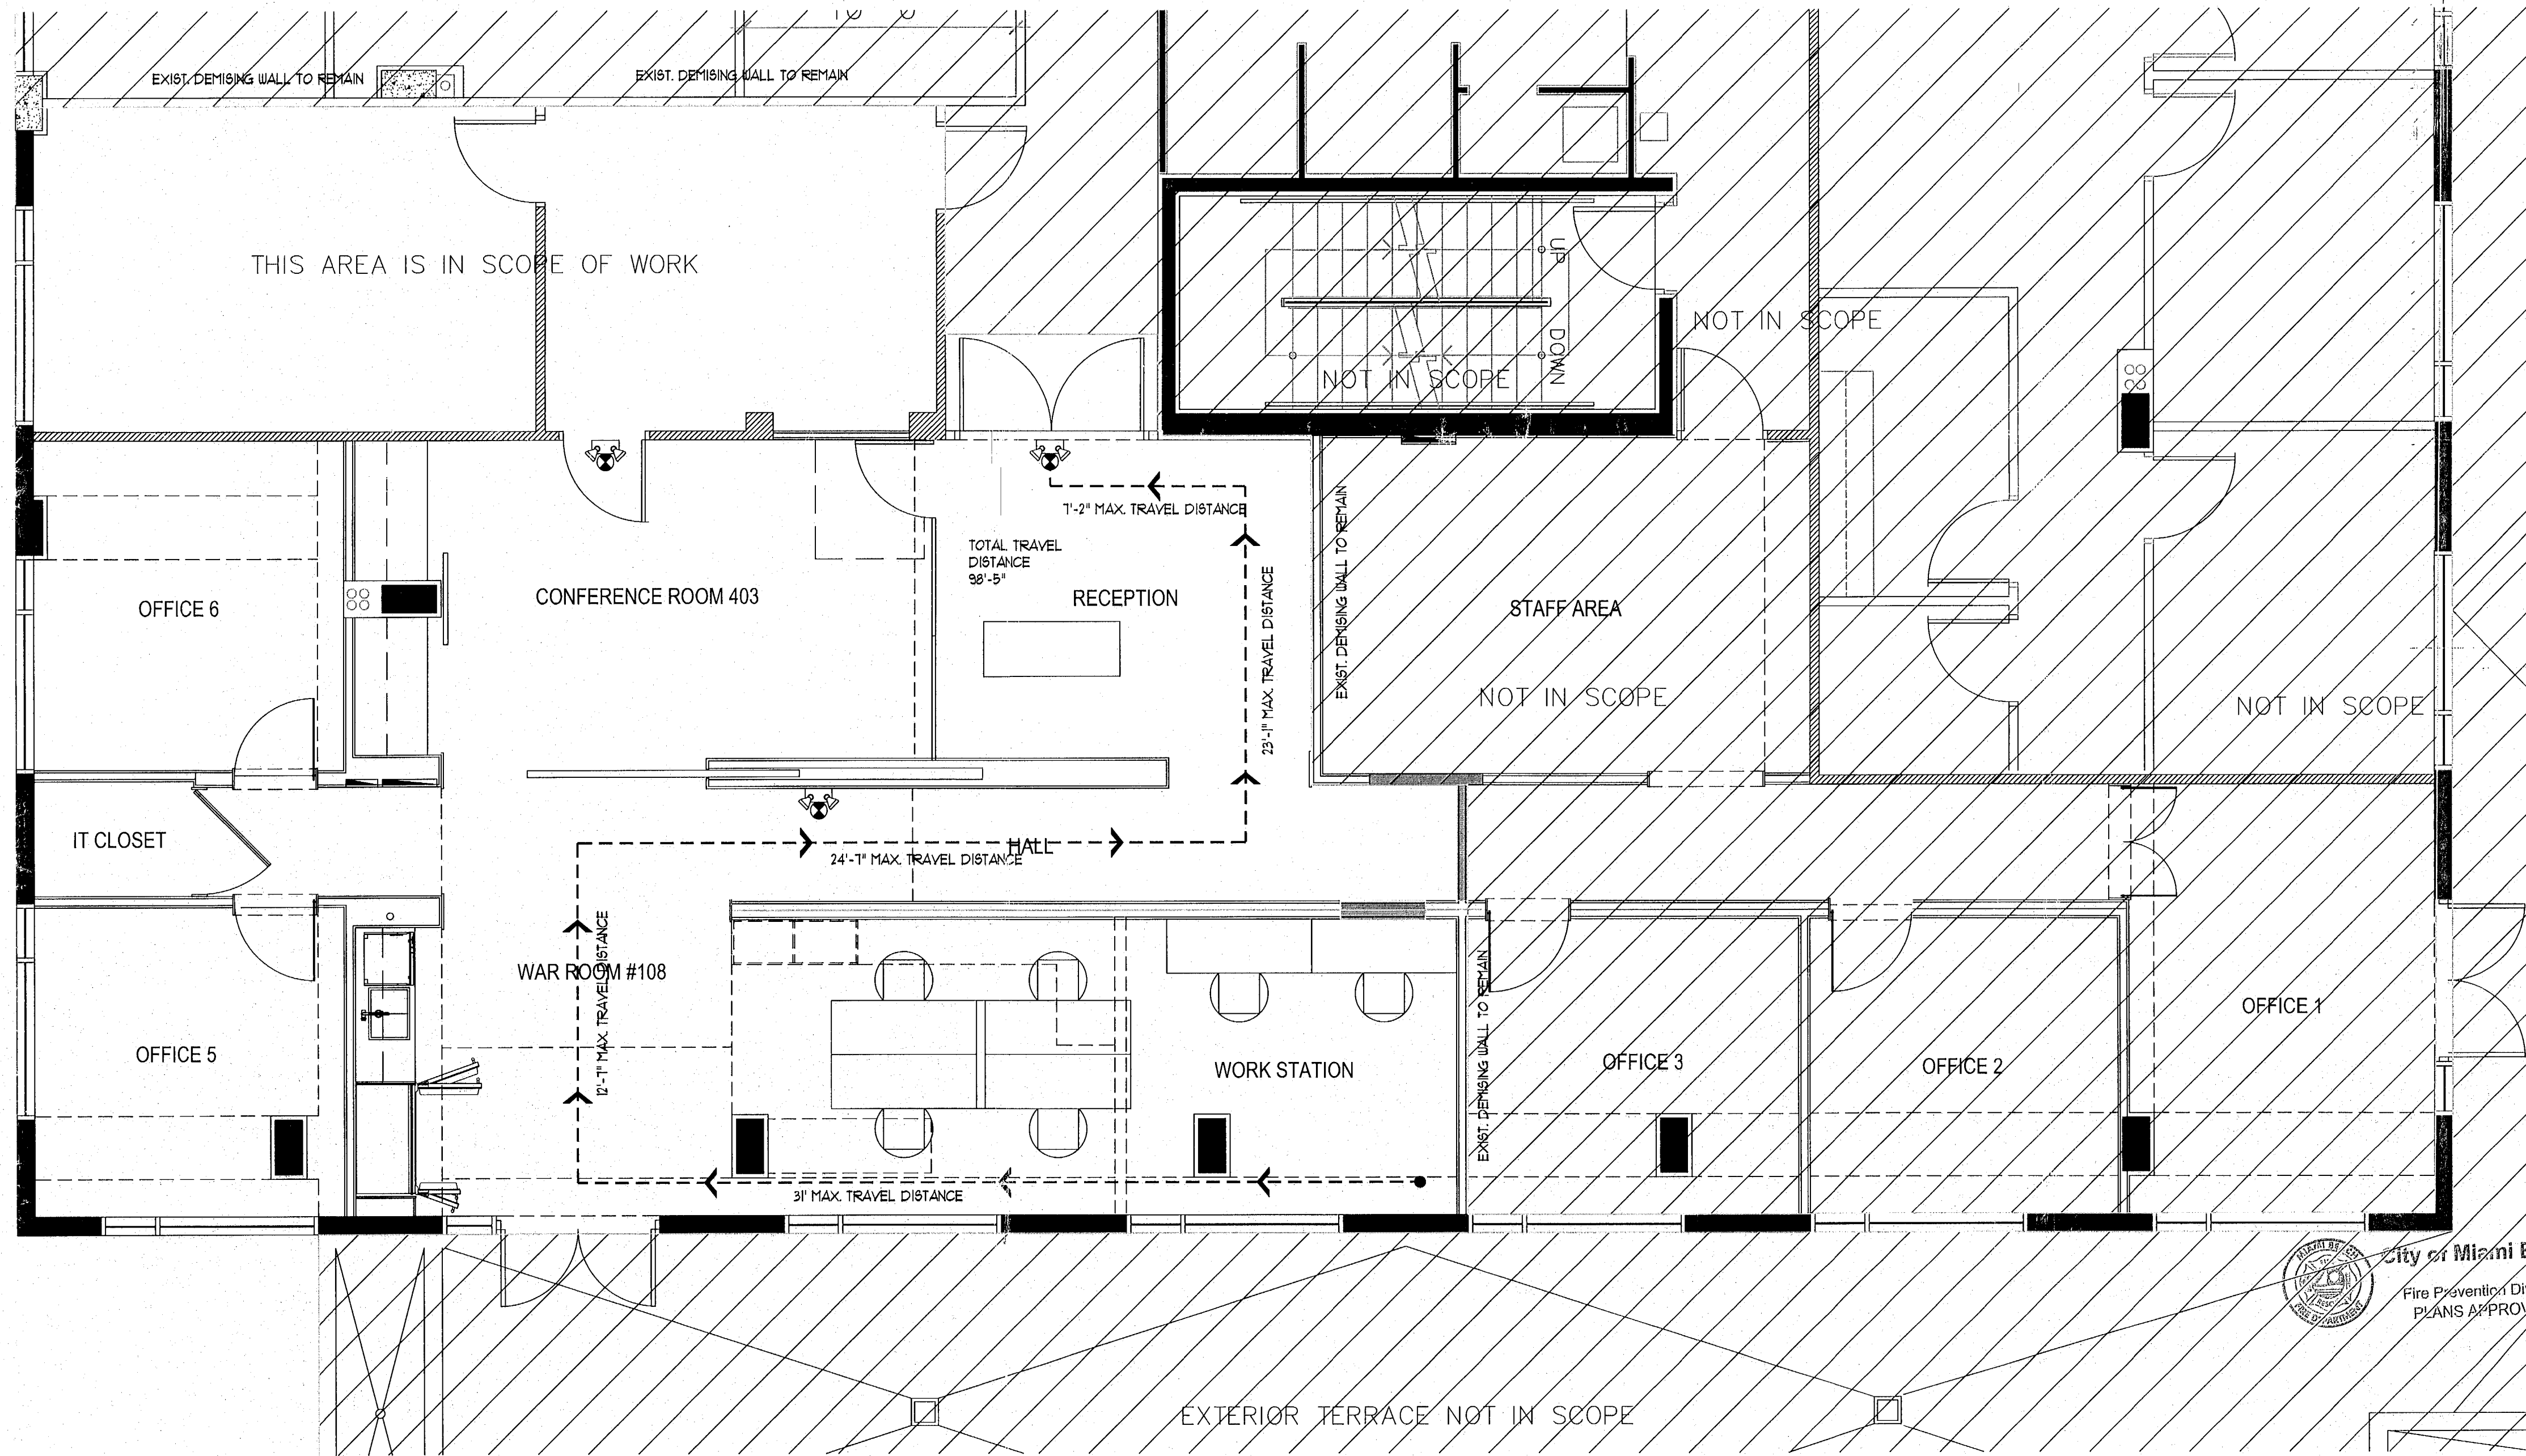 EXIST. DEMISING WALL TO REMAIN
EXIST. DEMISING WALL TO REMAIN
THIS AREA IS IN SCOPE OF WORK
UP
DOWN
NOT IN SCOPE
NOT IN SCOPE
7'-2" MAX. TRAVEL DISTANCE
TOTAL TRAVEL
DISTANCE
98'-5"
OFFICE 6
CONFERENCE ROOM 403
RECEPTION
23'-1" MAX. TRAVEL DISTANCE
EXIST. DEMISING WALL TO REMAIN
STAFF AREA
NOT IN SCOPE
NOT IN SCOPE
IT CLOSET
HALL
24'-7" MAX. TRAVEL DISTANCE
WAR ROOM #108
12'-7" MAX. TRAVEL DISTANCE
OFFICE 5
WORK STATION
EXIST. DEMISING WALL TO REMAIN
OFFICE 3
OFFICE 2
OFFICE 1
31' MAX. TRAVEL DISTANCE
MIAMI BEACH
FIRE DEPARTMENT
City of Miami B
Fire Prevention Di
PLANS APPROV
EXTERIOR TERRACE NOT IN SCOPE